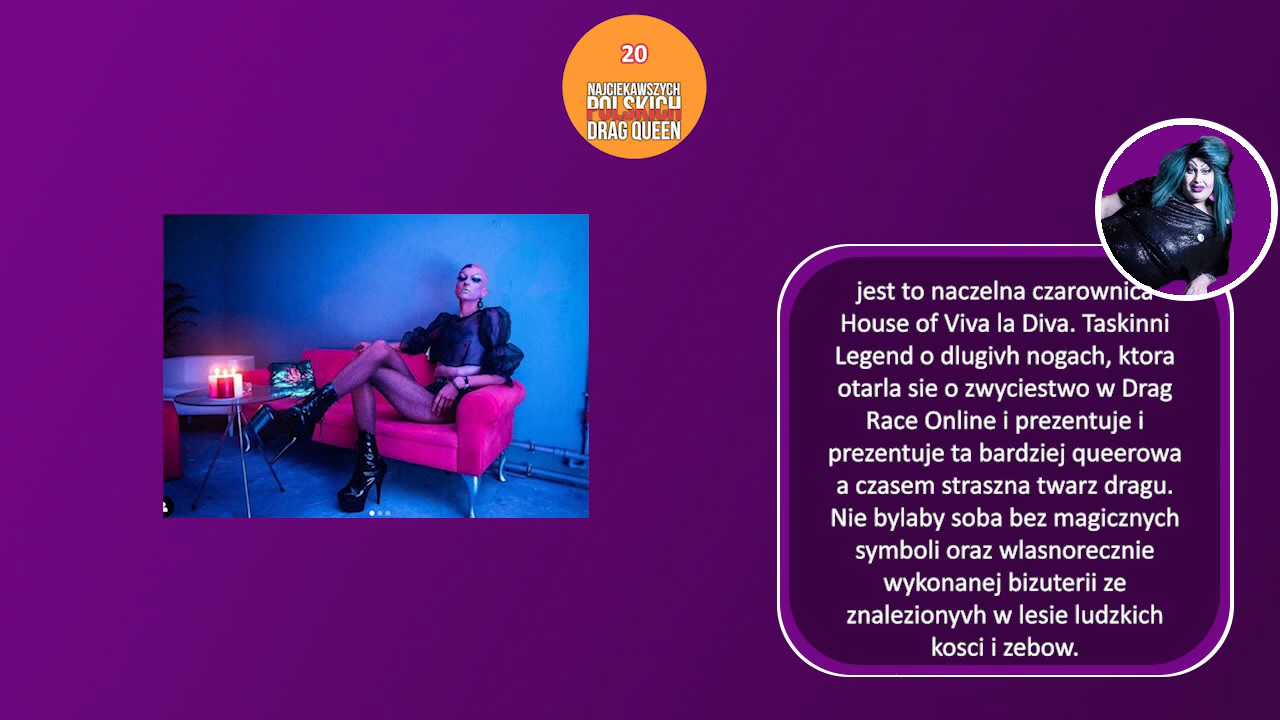 20
NAJCIEKAWSZYCH
POLSKICH
DRAG QUEEN
jest to naczelna czarownica
House of Viva la Diva. Taskinni
Legend o dlugivh nogach, ktora
otarla sie o zwyciestwo w Drag
Race Online i prezentuje i
prezentuje ta bardziej queerowa
a czasem straszna twarz dragu.
Nie bylaby soba bez magicznych
symboli oraz wlasnorecznie
wykonanej bizuterii ze
znalezionyvh w lesie ludzkich
kosci i zebow.